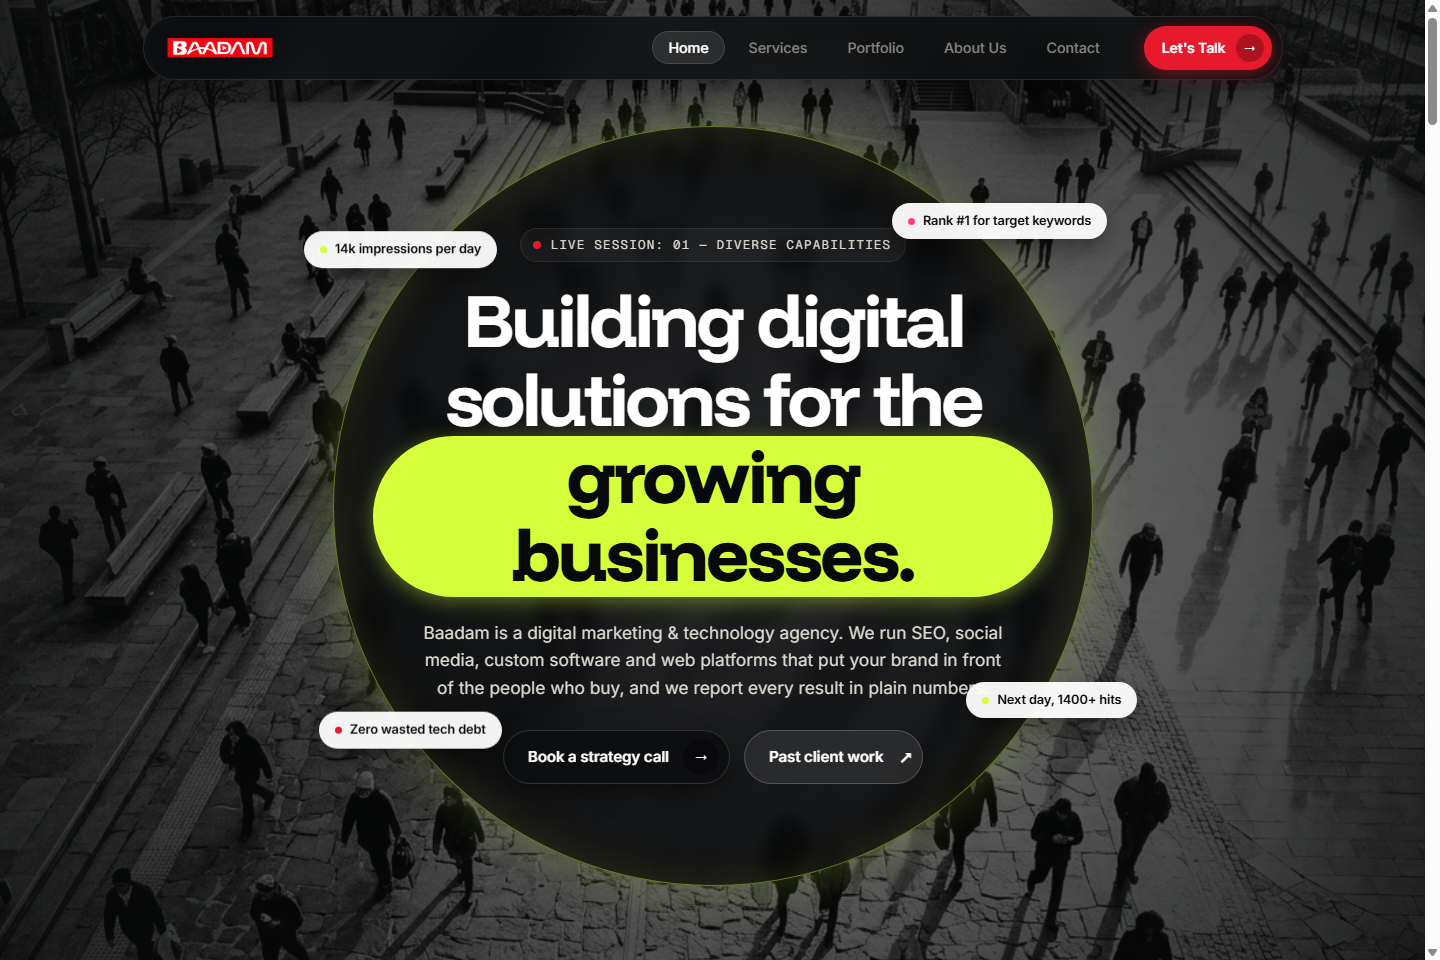 BAADAM
Home
Services
Portfolio
About Us
Contact
Let's Talk →
Rank #1 for target keywords
14k impressions per day
LIVE SESSION: 01 — DIVERSE CAPABILITIES
Building digital
solutions for the
growing
businesses.
Baadam is a digital marketing & technology agency. We run SEO, social
media, custom software and web platforms that put your brand in front
of the people who buy, and we report every result in plain numbers.
Next day, 1400+ hits
Zero wasted tech debt
Book a strategy call →
Past client work ↗